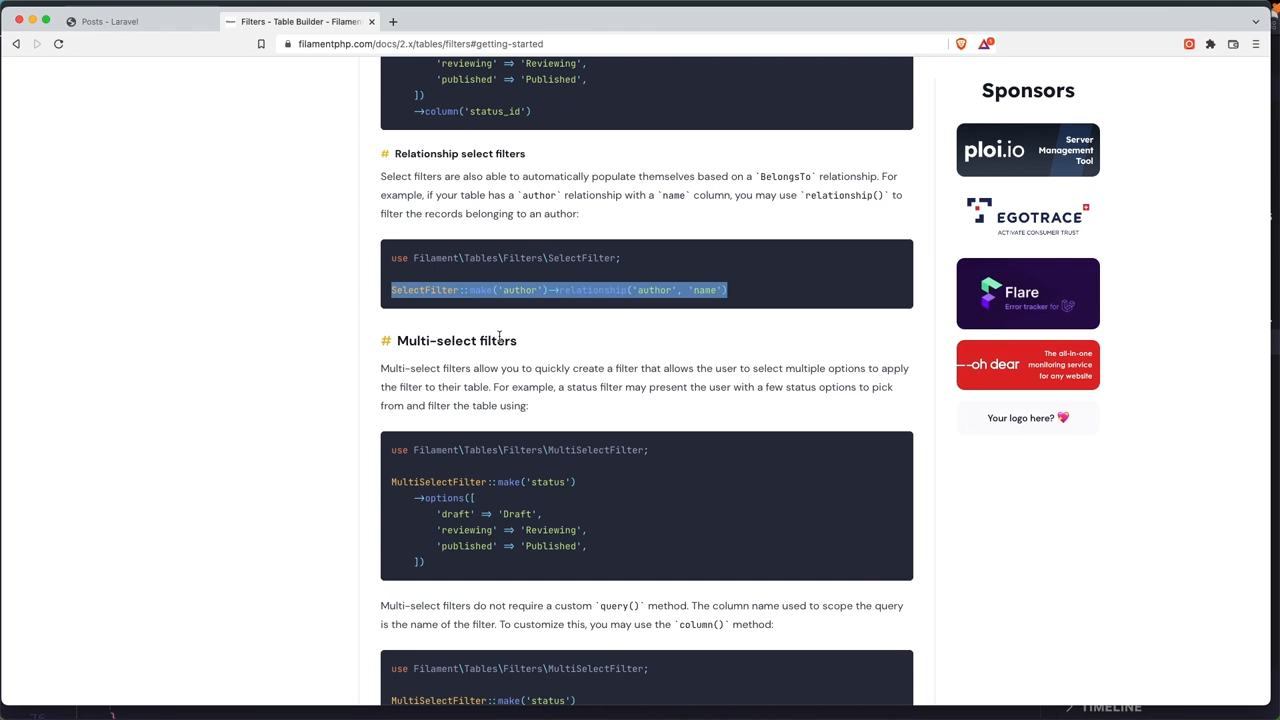 Posts - Laravel
Filters - Table Builder - Filamen
filamentphp.com/docs/2.x/tables/filters#getting-started
'reviewing' => 'Reviewing',
'published' => 'Published',
])
->column('status_id')
# Relationship select filters
Select filters are also able to automatically populate themselves based on a `BelongsTo` relationship. For
example, if your table has a `author` relationship with a `name` column, you may use `relationship()` to
filter the records belonging to an author:
use Filament\Tables\Filters\SelectFilter;
SelectFilter::make('author')->relationship('author', 'name')
# Multi-select filters
Multi-select filters allow you to quickly create a filter that allows the user to select multiple options to apply
the filter to their table. For example, a status filter may present the user with a few status options to pick
from and filter the table using:
use Filament\Tables\Filters\MultiSelectFilter;
MultiSelectFilter::make('status')
->options([
'draft' => 'Draft',
'reviewing' => 'Reviewing',
'published' => 'Published',
])
Multi-select filters do not require a custom `query()` method. The column name used to scope the query
is the name of the filter. To customize this, you may use the `column()` method:
use Filament\Tables\Filters\MultiSelectFilter;
MultiSelectFilter::make('status')
Sponsors
ploi.io
Server
Management
Tool
EGOTRACE
ACTIVATE CONSUMER TRUST
Flare
Error tracker for
oh dear
The all-in-one
monitoring service
for any website
Your logo here?
TIMELINE